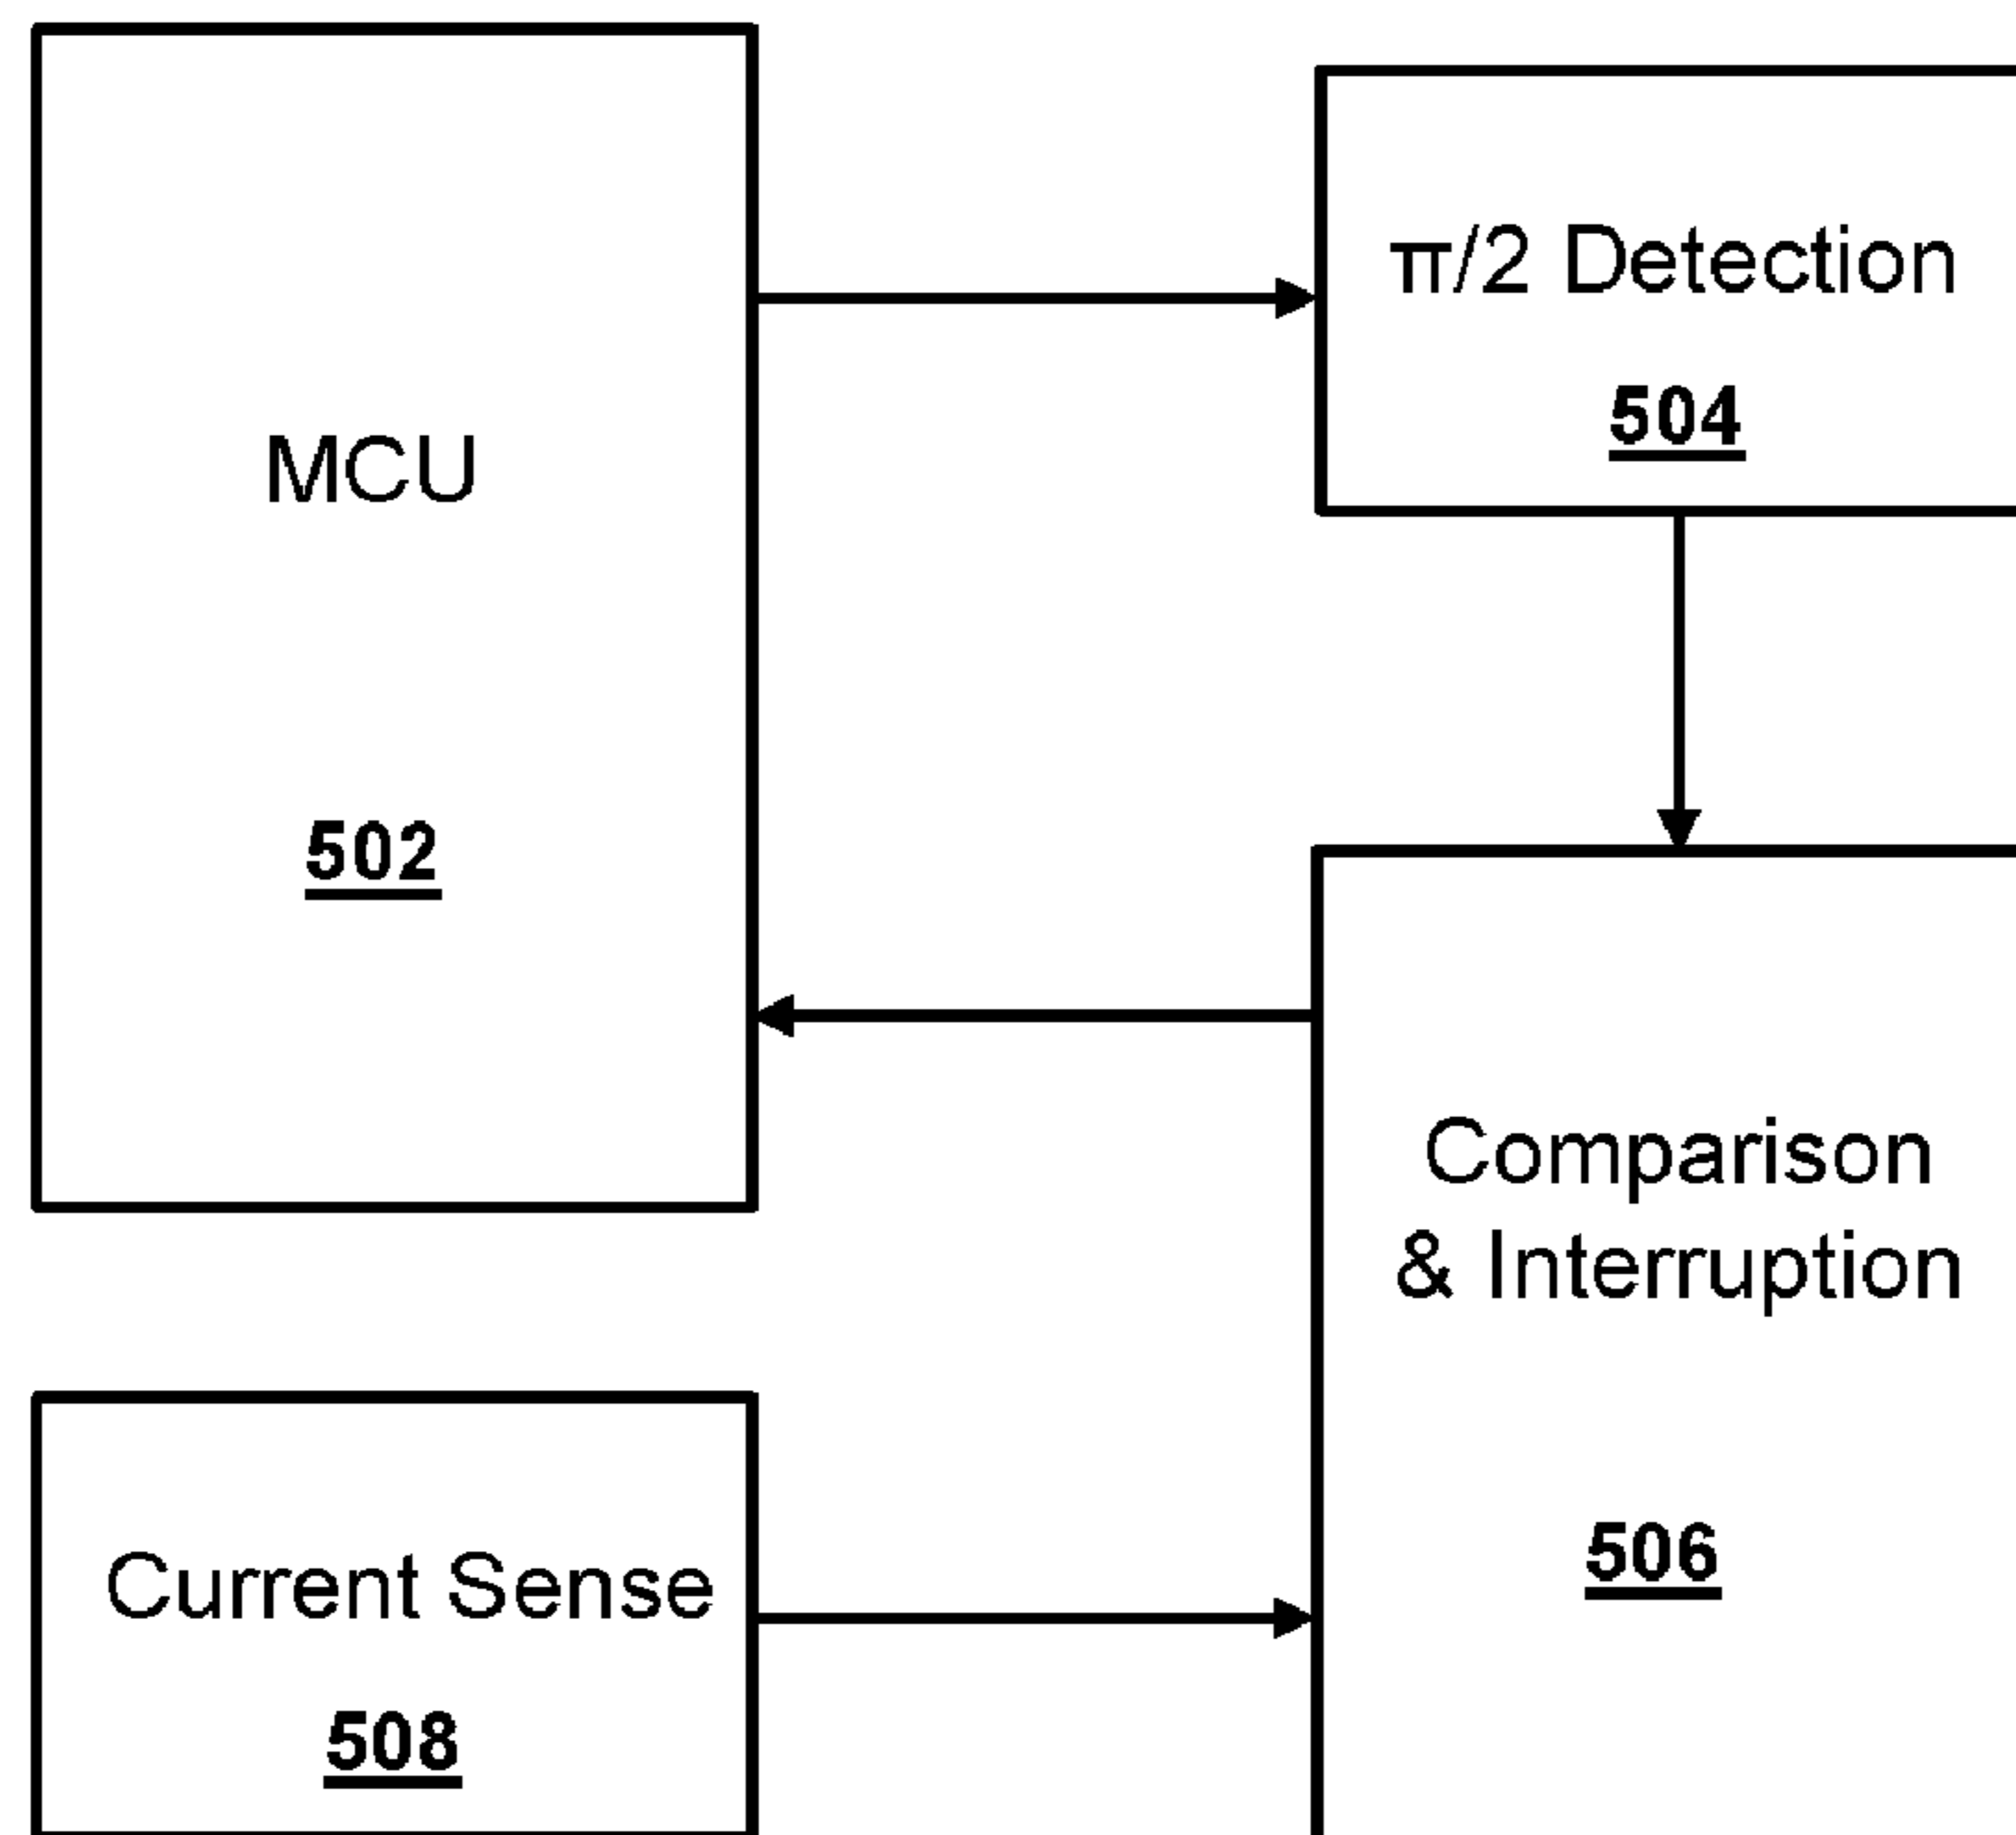 MCU
502
π/2 Detection
504
Comparison
& Interruption
506
Current Sense
508